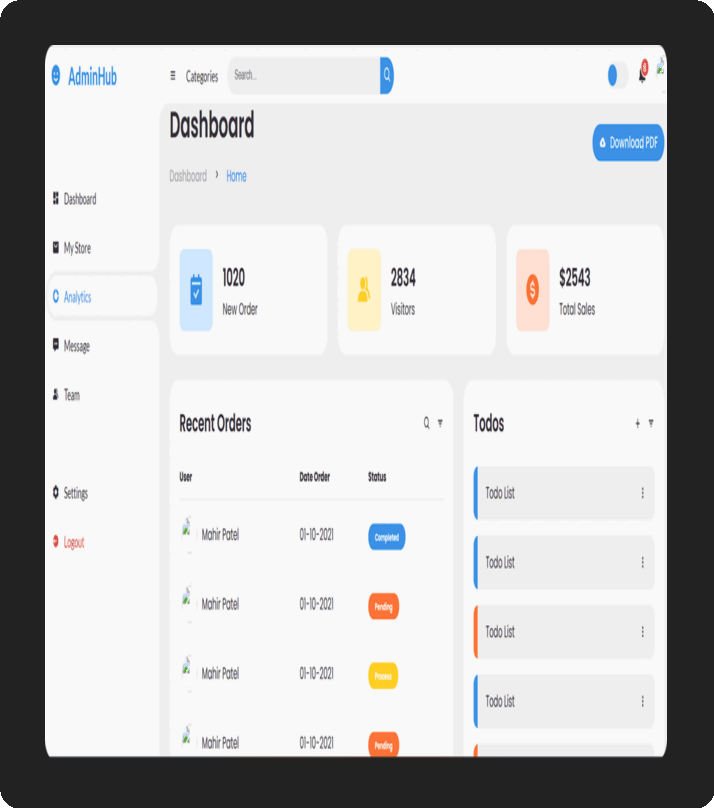 AdminHub
Categories
Search...
8
Dashboard
Dashboard > Home
Download PDF
Dashboard
My Store
Analytics
Message
Team
Settings
Logout
1020
New Order
2834
Visitors
$2543
Total Sales
Recent Orders
User Date Order Status
Mahir Patel 01-10-2021 Completed
Mahir Patel 01-10-2021 Pending
Mahir Patel 01-10-2021 Process
Mahir Patel 01-10-2021 Pending
Todos
Todo List
Todo List
Todo List
Todo List